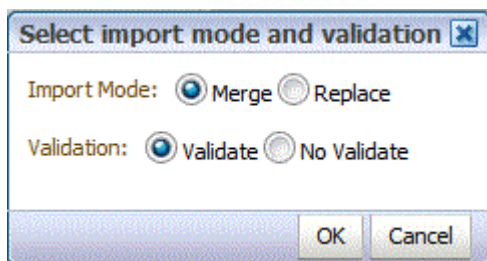 Select import mode and validation
Import Mode: Merge Replace
Validation: Validate No Validate
OK Cancel